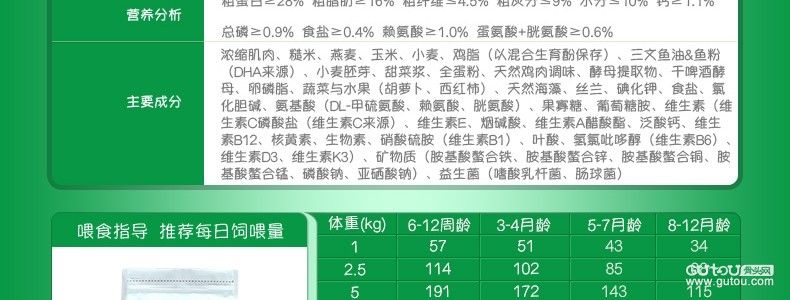 粗蛋白≥28% 粗脂肪≥16% 粗纤维≤4.5% 粗灰分≤9% 水分≤10% 钙≥1.1%
营养分析
总磷≥0.9% 食盐≥0.4% 赖氨酸≥1.0% 蛋氨酸+胱氨酸≥0.6%
主要成分
浓缩肌肉、糙米、燕麦、玉米、小麦、鸡脂（以混合生育酚保存）、三文鱼油&鱼粉
（DHA来源）、小麦胚芽、甜菜浆、全蛋粉、天然鸡肉调味、酵母提取物、干啤酒酵
母、卵磷脂、蔬菜与水果（胡萝卜、西红柿）、天然海藻、丝兰、碘化钾、食盐、氯
化胆碱、氨基酸（DL-甲硫氨酸、赖氨酸、胱氨酸）、果寡糖、葡萄糖胺、维生素（维
生素C磷酸盐（维生素C来源）、维生素E、烟碱酸、维生素A醋酸酯、泛酸钙、维生
素B12、核黄素、生物素、硝酸硫胺（维生素B1）、叶酸、氢氯吡哆醇（维生素B6）、
维生素D3、维生素K3）、矿物质（胺基酸螯合铁、胺基酸螯合锌、胺基酸螯合铜、胺基
酸螯合锰、磷酸钠、亚硒酸钠）、益生菌（嗜酸乳杆菌、肠球菌）
喂食指导 推荐每日饲喂量
体重(kg) 6-12周龄 3-4月龄 5-7月龄 8-12月龄
1 57 51 43 34
2.5 114 102 85
5 191 172 143 115
GUTOU 骨头网
www.gutou.com